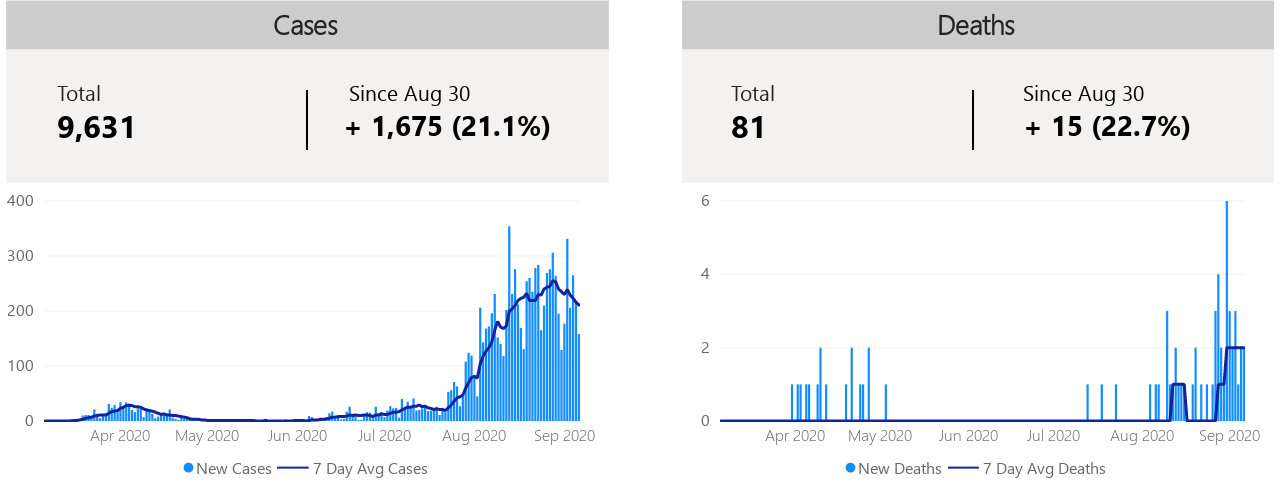 Cases
Total
Since Aug 30
9,631
+ 1,675 (21.1%)
400
300
200
100
0
Apr 2020 May 2020 Jun 2020 Jul 2020 Aug 2020 Sep 2020
New Cases 7 Day Avg Cases
Deaths
Total
Since Aug 30
81
+ 15 (22.7%)
6
4
2
0
Apr 2020 May 2020 Jun 2020 Jul 2020 Aug 2020 Sep 2020
New Deaths 7 Day Avg Deaths